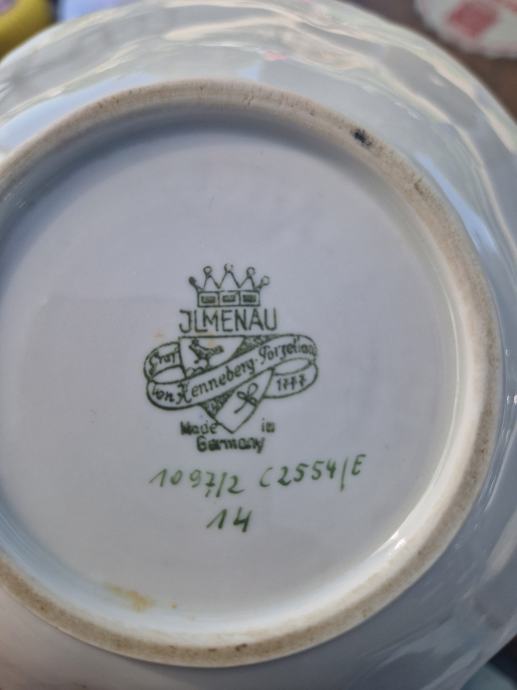 JLMENAU
Graf
von Henneberg Porzellan
1777
Made in
Germany
1097/2 C2554/E
14